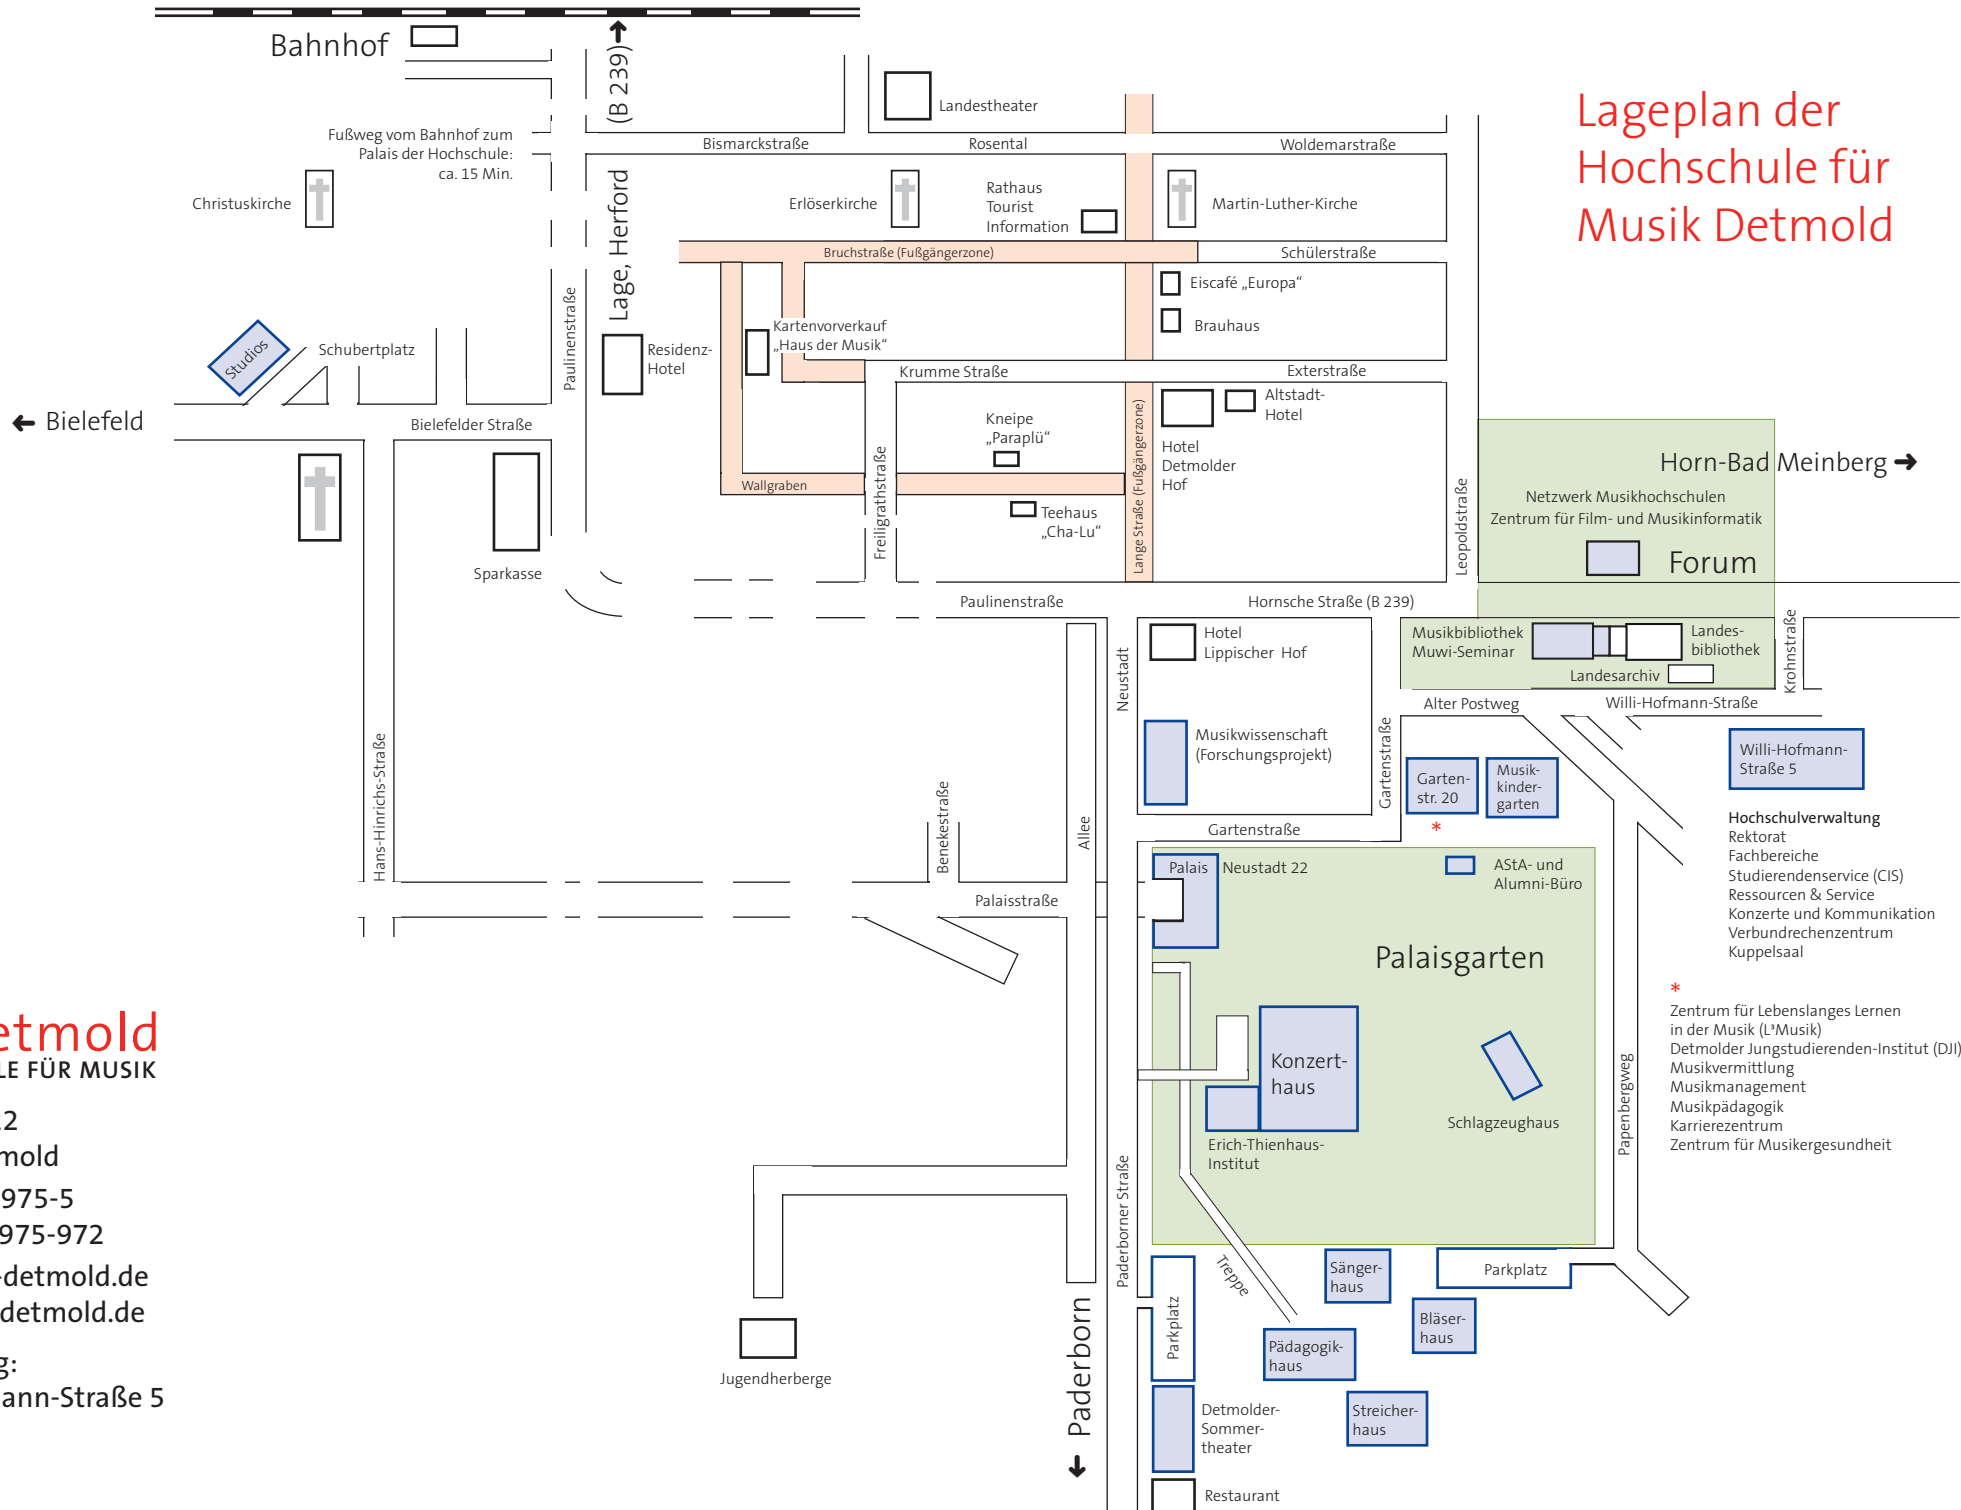 Bahnhof
(B 239)
Lage, Herford
Landestheater
Lageplan der
Hochschule für
Musik Detmold
Fußweg vom Bahnhof zum
Palais der Hochschule:
ca. 15 Min.
Bismarckstraße
Rosental
Woldemarstraße
Christuskirche
Erlöserkirche
Rathaus
Tourist
Information
Martin-Luther-Kirche
Bruchstraße (Fußgängerzone)
Schülerstraße
Eiscafé „Europa“
Brauhaus
Paulinenstraße
Studios
Schubertplatz
Residenz-
Hotel
Kartenvorverkauf
„Haus der Musik“
Krumme Straße
Exterstraße
Bielefeld
Bielefelder Straße
Altstadt-
Hotel
Kneipe
„Paraplü“
Hotel
Detmolder
Hof
Lange Straße (Fußgängerzone)
Freiligrathstraße
Leopoldstraße
Wallgraben
Teehaus
„Cha-Lu“
Sparkasse
Horn-Bad Meinberg
Netzwerk Musikhochschulen
Zentrum für Film- und Musikinformatik
Forum
Paulinenstraße
Hornsche Straße (B 239)
Hotel
Lippischer Hof
Musikbibliothek
Muwi-Seminar
Landes-
bibliothek
Landesarchiv
Krohnstraße
Neustadt
Alter Postweg
Willi-Hofmann-Straße
Musikwissenschaft
(Forschungsprojekt)
Gartenstraße
Garten-
str. 20
Musik-
kinder-
garten
Willi-Hofmann-
Straße 5
Hans-Hinrichs-Straße
Benekestraße
Allee
Gartenstraße
*
Hochschulverwaltung
Rektorat
Fachbereiche
Studierendenservice (CIS)
Ressourcen & Service
Konzerte und Kommunikation
Verbundrechenzentrum
Kuppelsaal
Palais
Neustadt 22
AStA- und
Alumni-Büro
Palaisstraße
Palaisgarten
*
Zentrum für Lebenslanges Lernen
in der Musik (L³Musik)
Detmolder Jungstudierenden-Institut (DJI)
Musikvermittlung
Musikmanagement
Musikpädagogik
Karrierezentrum
Zentrum für Musikergesundheit
Konzert-
haus
Erich-Thienhaus-
Institut
Schlagzeughaus
Papenbergweg
Paderborner Straße
etmold
LE FÜR MUSIK
22
mold
975-5
975-972
-detmold.de
detmold.de
g:
ann-Straße 5
Treppe
Sänger-
haus
Parkplatz
Bläser-
haus
Parkplatz
Pädagogik-
haus
Streicher-
haus
Jugendherberge
Paderborn
Detmolder-
Sommer-
theater
Restaurant